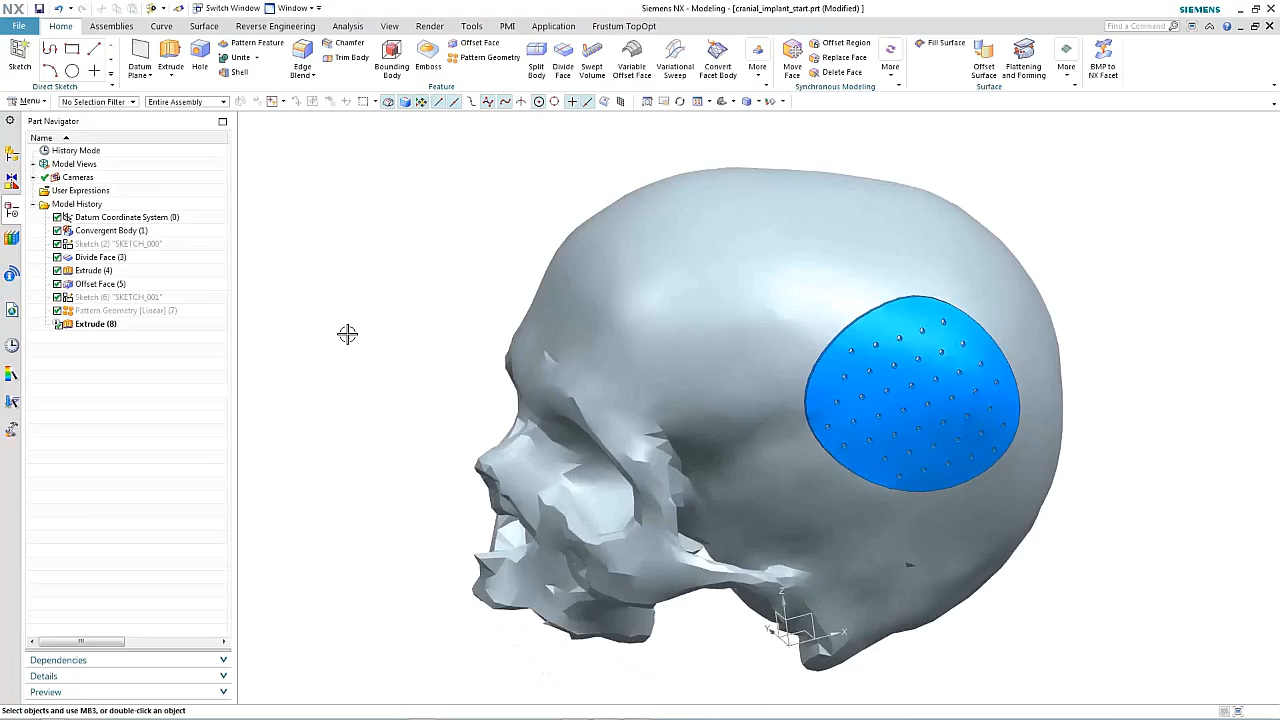 NX
Switch Window
Window
Siemens NX - Modeling - [cranial_implant_start.prt (Modified) ]
SIEMENS
File
Home
Assemblies
Curve
Surface
Reverse Engineering
Analysis
View
Render
Tools
PMI
Application
Frustum TopOpt
Find a Command
Sketch
Direct Sketch
Datum Plane
Extrude
Hole
Pattern Feature
Unite
Shell
Edge Blend
Chamfer
Trim Body
Bounding Body
Emboss
Offset Face
Pattern Geometry
Split Body
Divide Face
Swept Volume
Variable Offset Face
Variational Sweep
Convert Facet Body
More
Feature
Move Face
Offset Region
Replace Face
Delete Face
More
Synchronous Modeling
Fill Surface
Offset Surface
Flattening and Forming
More
Surface
BMP to NX Facet
Menu
No Selection Filter
Entire Assembly
Part Navigator
Name
History Mode
Model Views
Cameras
User Expressions
Model History
Datum Coordinate System (0)
Convergent Body (1)
Sketch (2) "SKETCH_000"
Divide Face (3)
Extrude (4)
Offset Face (5)
Sketch (6) "SKETCH_001"
Pattern Geometry [Linear] (7)
Extrude (8)
Z
Y
X
Dependencies
Details
Preview
Select objects and use MB3, or double-click an object